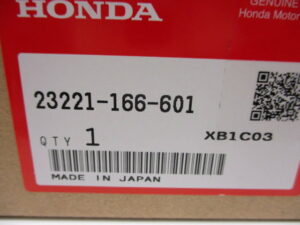 HONDA
GENUINE
Honda Motor
23221-166-601
QTY 1
XB1C03
MADE IN JAPAN